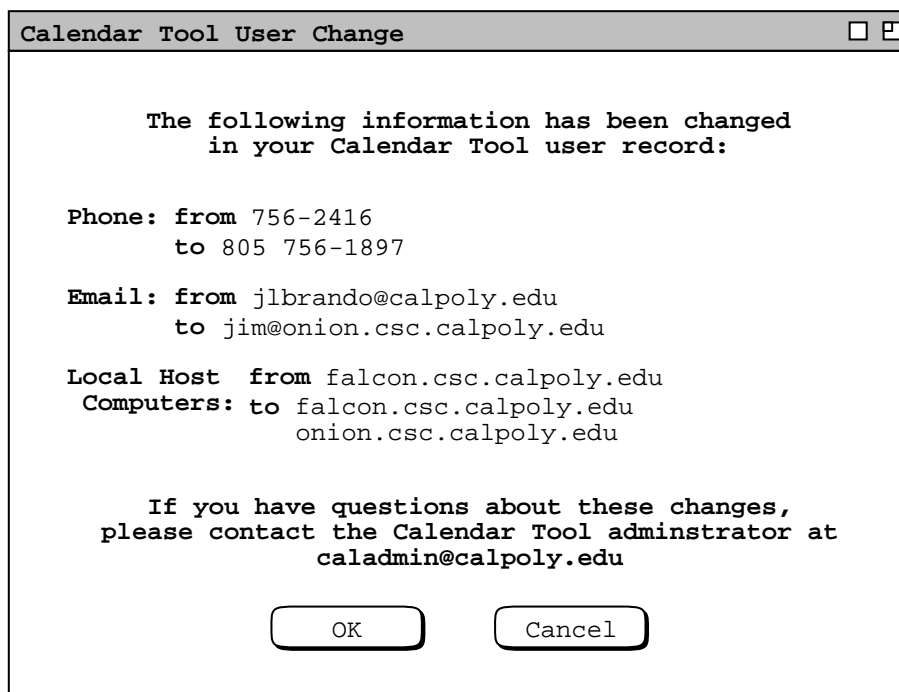 Calendar Tool User Change
The following information has been changed
in your Calendar Tool user record:
Phone: from 756-2416
to 805 756-1897
Email: from jlbrando@calpoly.edu
to jim@onion.csc.calpoly.edu
Local Host from falcon.csc.calpoly.edu
Computers: to falcon.csc.calpoly.edu
onion.csc.calpoly.edu
If you have questions about these changes,
please contact the Calendar Tool adminstrator at
caladmin@calpoly.edu
OK Cancel